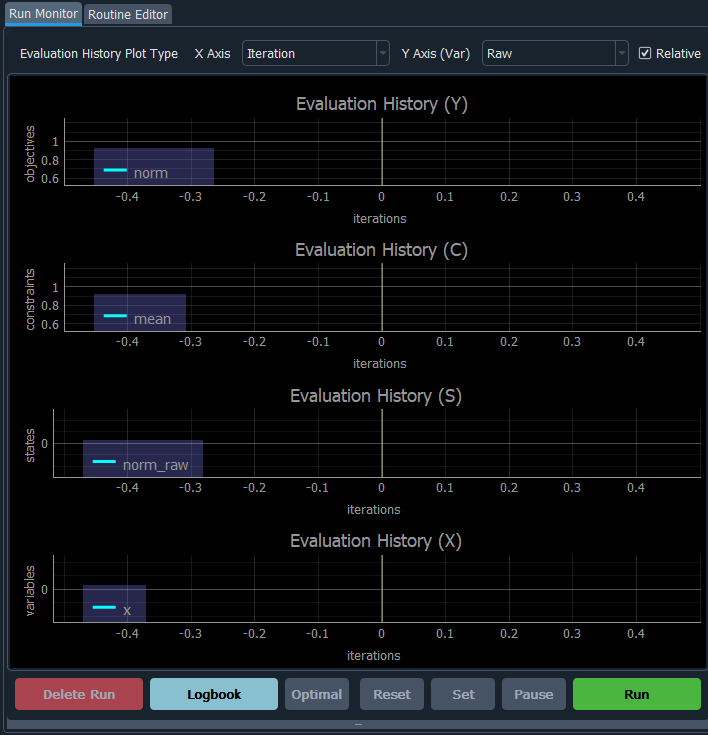 Run Monitor Routine Editor
Evaluation History Plot Type X Axis Iteration Y Axis (Var) Raw Relative
Evaluation History (Y)
objectives
1
0.8
0.6
norm
-0.4 -0.3 -0.2 -0.1 0 0.1 0.2 0.3 0.4
iterations
Evaluation History (C)
constraints
1
0.8
0.6
mean
-0.4 -0.3 -0.2 -0.1 0 0.1 0.2 0.3 0.4
iterations
Evaluation History (S)
states
0
norm_raw
-0.4 -0.3 -0.2 -0.1 0 0.1 0.2 0.3 0.4
iterations
Evaluation History (X)
variables
0
x
-0.4 -0.3 -0.2 -0.1 0 0.1 0.2 0.3 0.4
iterations
Delete Run Logbook Optimal Reset Set Pause Run